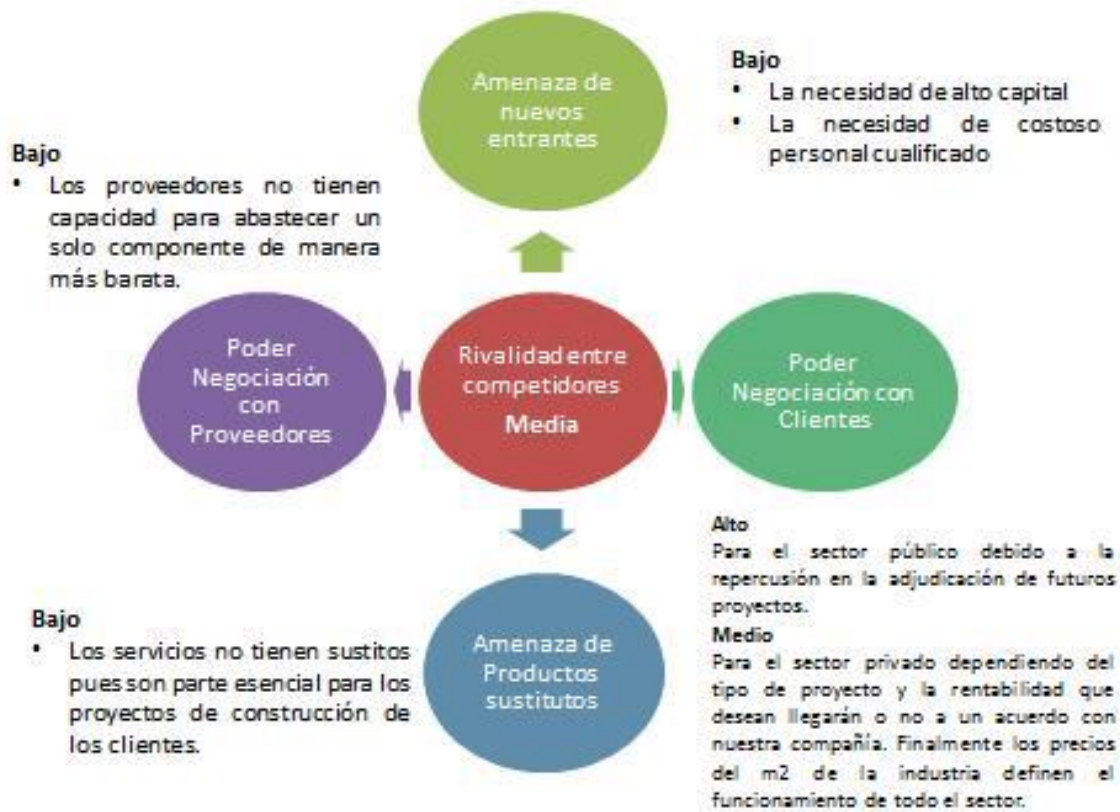 Amenaza de
nuevos
entrantes
Bajo
• La necesidad de alto capital
• La necesidad de costoso
personal cualificado
Bajo
• Los proveedores no tienen
capacidad para abastecer un
solo componente de manera
más barata.
Poder
Negociación
con
Proveedores
Rivalidad entre
competidores
Media
Poder
Negociación con
Clientes
Alto
Para el sector público debido a la
repercusión en la adjudicación de futuros
proyectos.
Medio
Para el sector privado dependiendo del
tipo de proyecto y la rentabilidad que
desean llegarán o no a un acuerdo con
nuestra compañía. Finalmente los precios
del m2 de la industria definen el
funcionamiento de todo el sector.
Bajo
• Los servicios no tienen sustitos
pues son parte esencial para los
proyectos de construcción de
los clientes.
Amenaza de
Productos
sustitutos